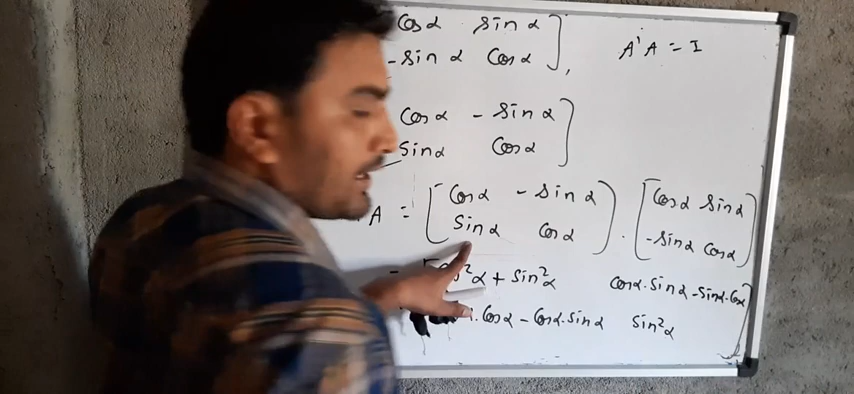 Cosα sinα
-sinα Cosα ], A'A = I
Cosα - sinα
sinα Cosα
A = [ Cosα - sinα ] . [ Cosα sinα
Sinα Cosα -sinα Cosα ]
²α + sin²α Cosα.sinα - sinα.Cosα
.Cosα - Cosα.sinα sin²α